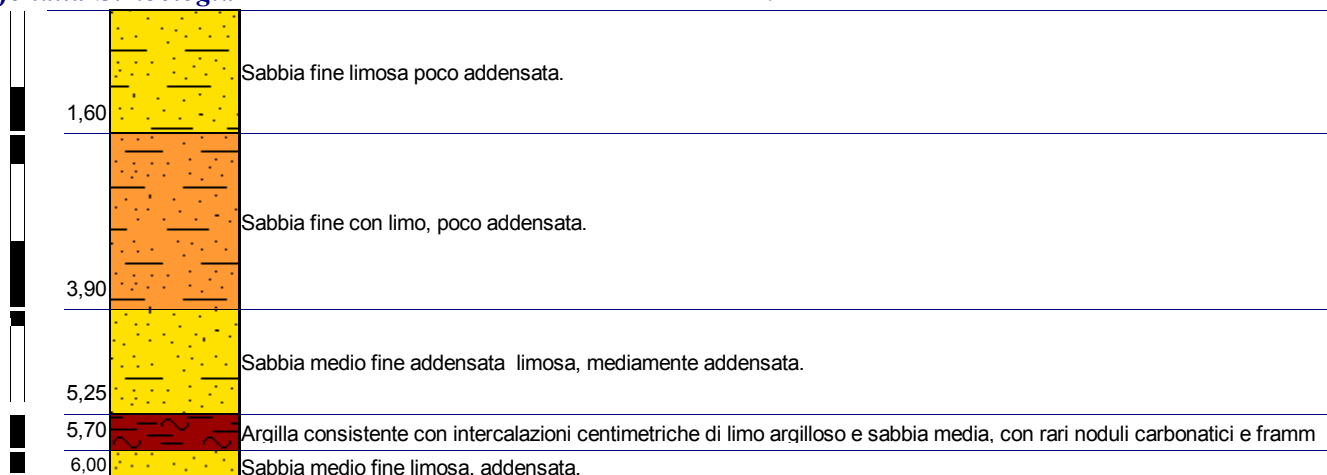 Sabbia fine limosa poco addensata.
1,60
Sabbia fine con limo, poco addensata.
3,90
Sabbia medio fine addensata  limosa, mediamente addensata.
5,25
5,70 Argilla consistente con intercalazioni centimetriche di limo argilloso e sabbia media, con rari noduli carbonatici e framm
6,00 Sabbia medio fine limosa, addensata.